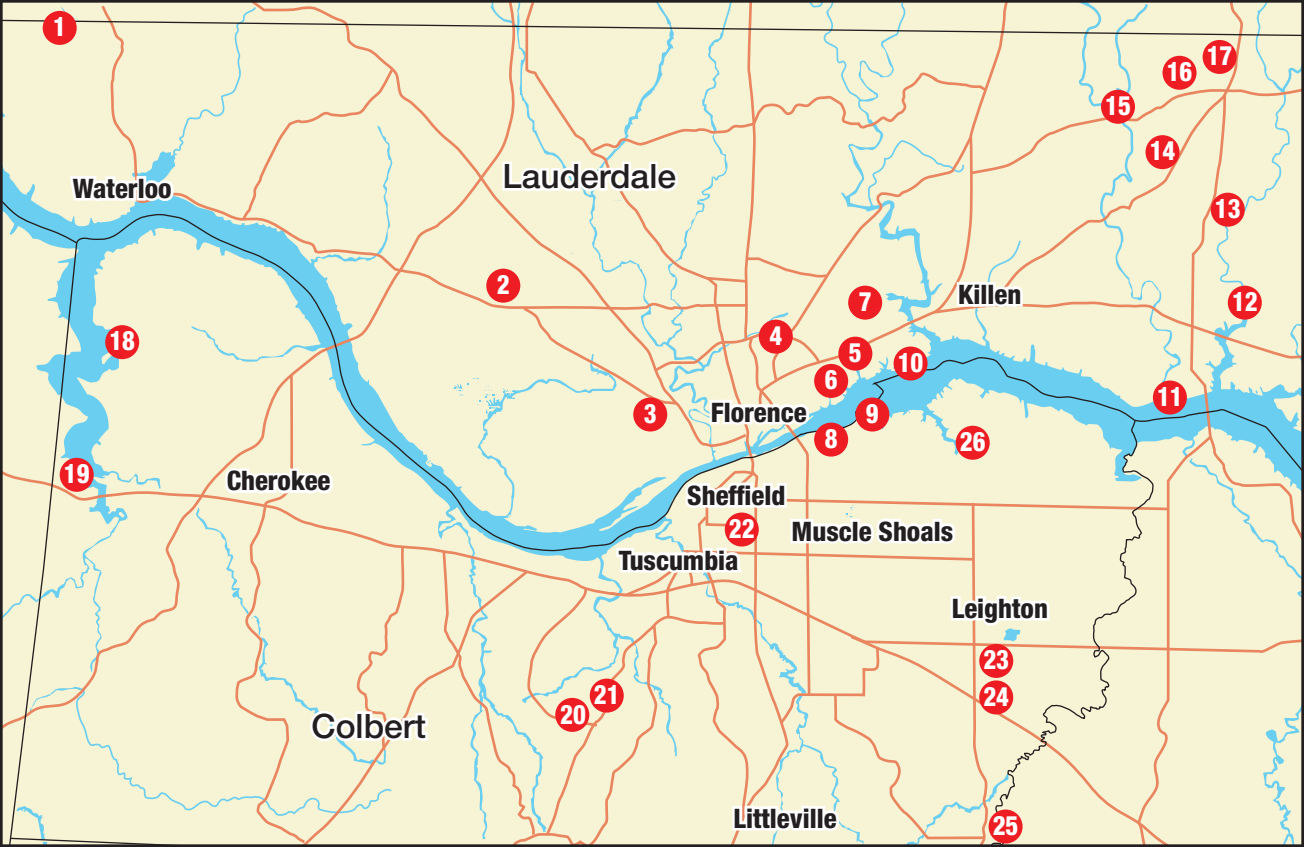 1
17
16
15
14
Lauderdale
Waterloo
13
2
Killen
7
12
4
18
5
10
6
11
3
Florence
9
8
26
19
Cherokee
Sheffield
22
Muscle Shoals
Tuscumbia
Leighton
23
21
24
20
Colbert
Littleville
25